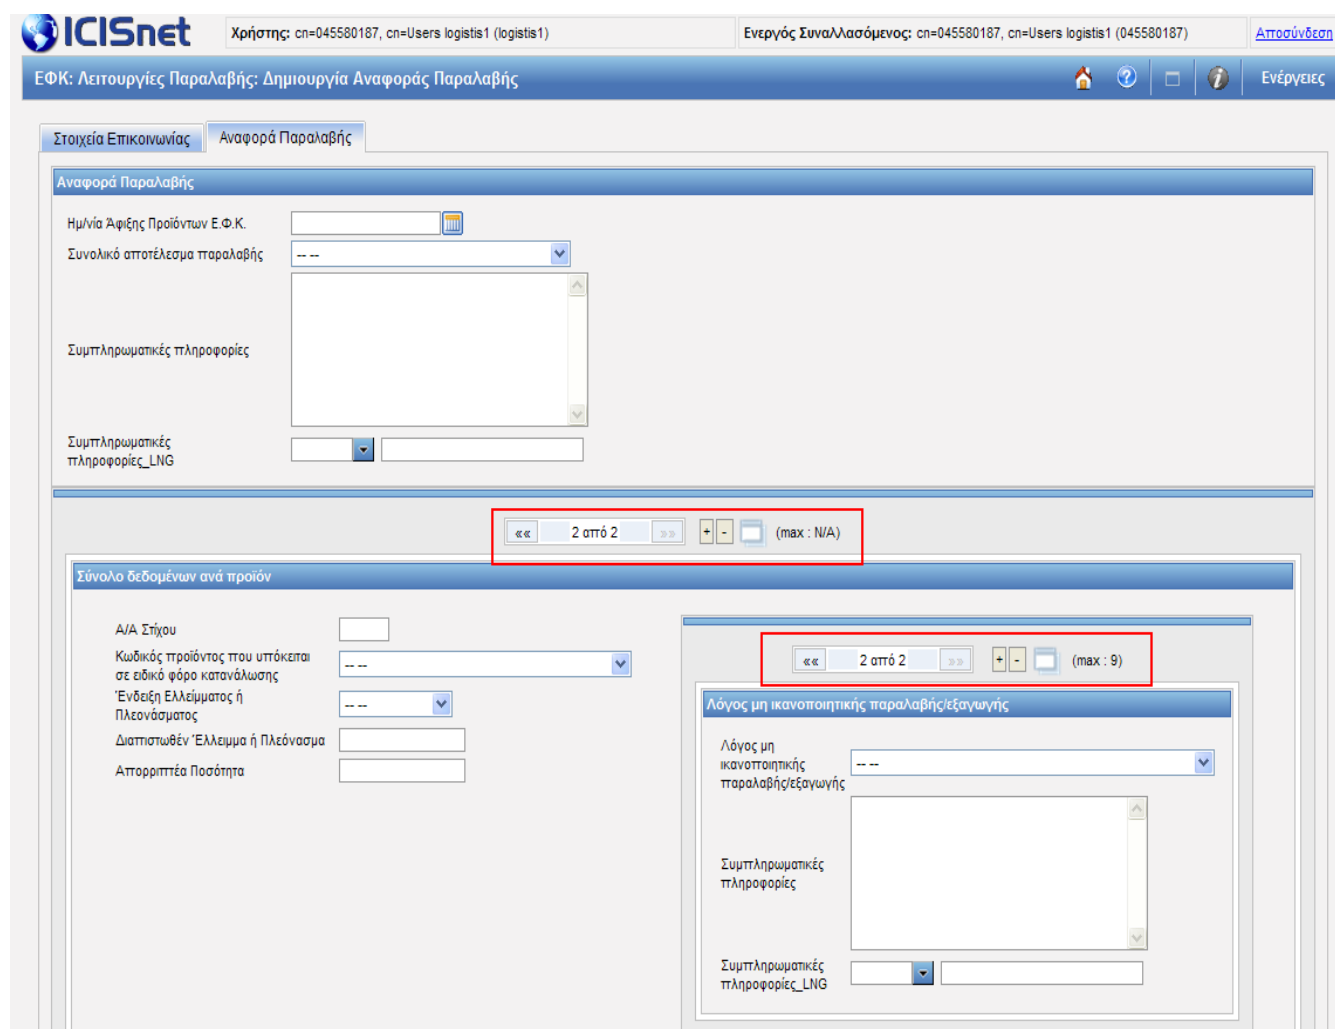 ICISnet
Χρήστης: cn=045580187, cn=Users logistis1 (logistis1)
Ενεργός Συναλλασόμενος: cn=045580187, cn=Users logistis1 (045580187)
Αποσύνδεση
ΕΦΚ: Λειτουργίες Παραλαβής: Δημιουργία Αναφοράς Παραλαβής
Ενέργειες
Στοιχεία Επικοινωνίας
Αναφορά Παραλαβής
Αναφορά Παραλαβής
Ημ/νία Άφιξης Προϊόντων Ε.Φ.Κ.
Συνολικό αποτέλεσμα παραλαβής
-- --
Συμπληρωματικές πληροφορίες
Συμπληρωματικές
πληροφορίες_LNG
«« 2 από 2 »» + - (max : N/A)
Σύνολο δεδομένων ανά προϊόν
Α/Α Στίχου
Κωδικός προϊόντος που υπόκειται
σε ειδικό φόρο κατανάλωσης
-- --
Ένδειξη Ελλείμματος ή
Πλεονάσματος
-- --
Διαπιστωθέν Έλλειμμα ή Πλεόνασμα
Απορριπτέα Ποσότητα
«« 2 από 2 »» + - (max : 9)
Λόγος μη ικανοποιητικής παραλαβής/εξαγωγής
Λόγος μη
ικανοποιητικής
παραλαβής/εξαγωγής
-- --
Συμπληρωματικές
πληροφορίες
Συμπληρωματικές
πληροφορίες_LNG